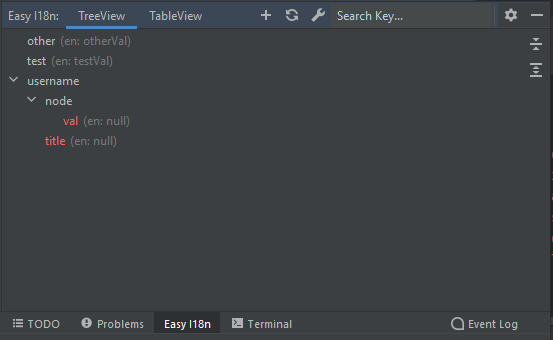 Easy I18n: TreeView TableView Search Key...
other (en: otherVal)
test (en: testVal)
username
node
val (en: null)
title (en: null)
TODO Problems Easy I18n Terminal Event Log